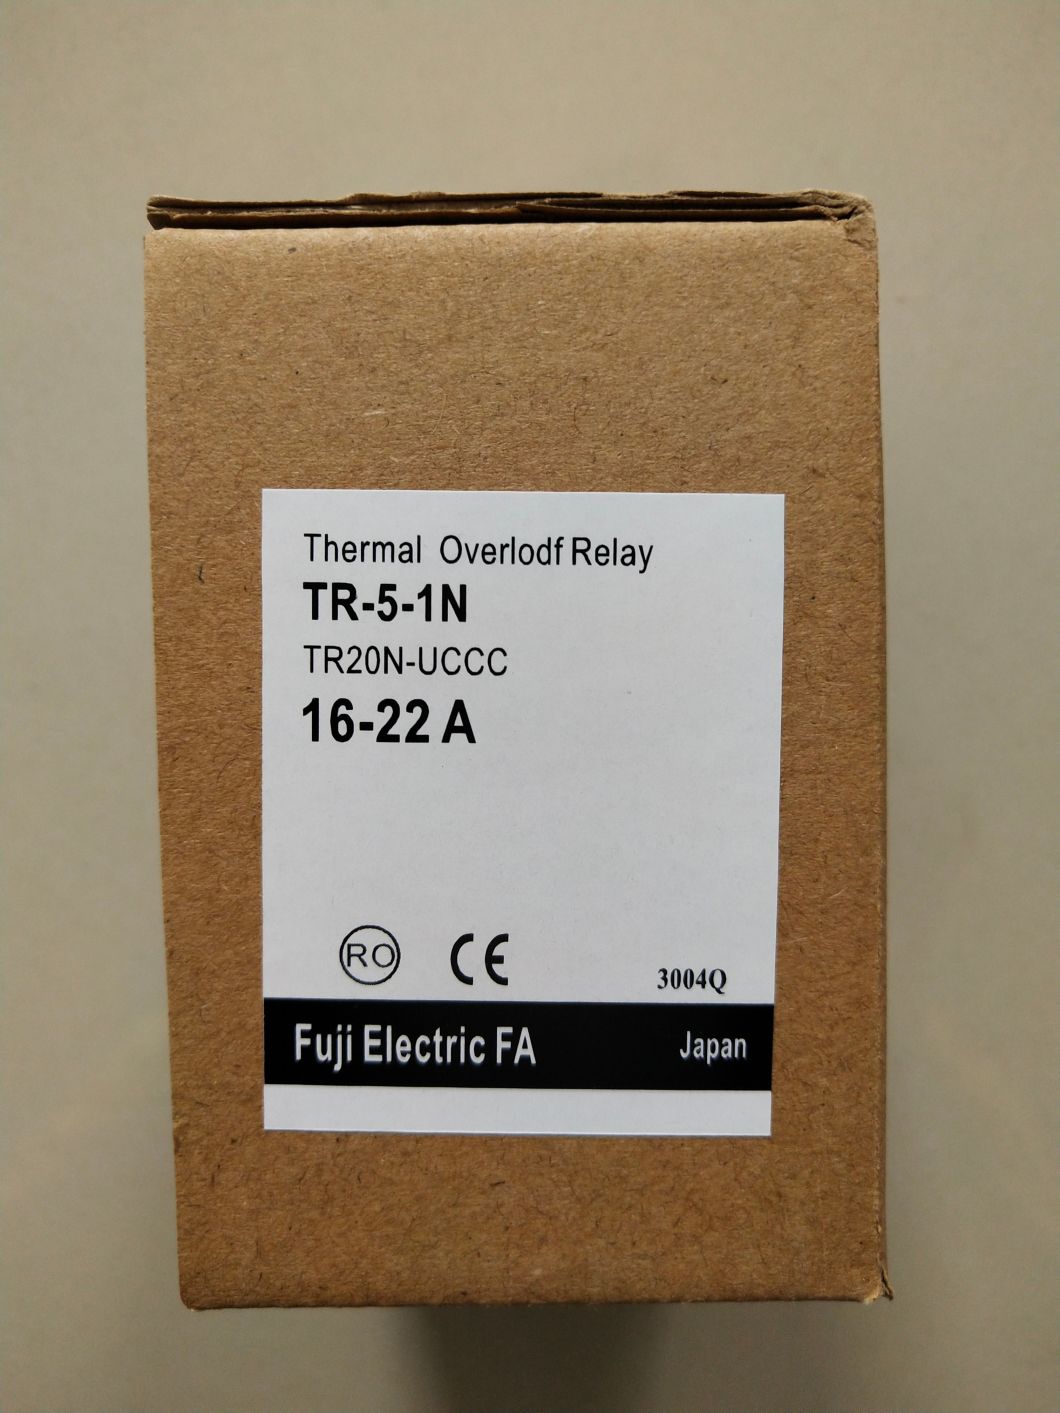 Thermal Overlodf Relay
TR-5-1N
TR20N-UCCC
16-22 A
RO CE 3004Q
Fuji Electric FA Japan